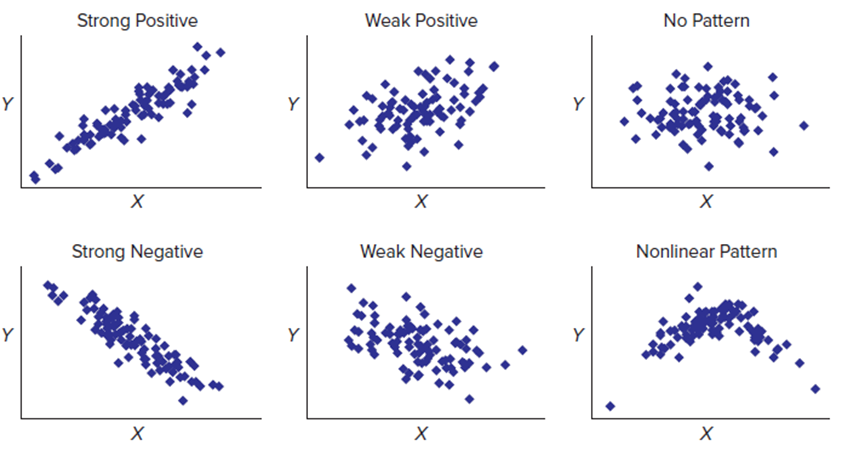 Strong Positive
Weak Positive
No Pattern
Y
Y
Y
X
X
X
Strong Negative
Weak Negative
Nonlinear Pattern
Y
Y
Y
X
X
X